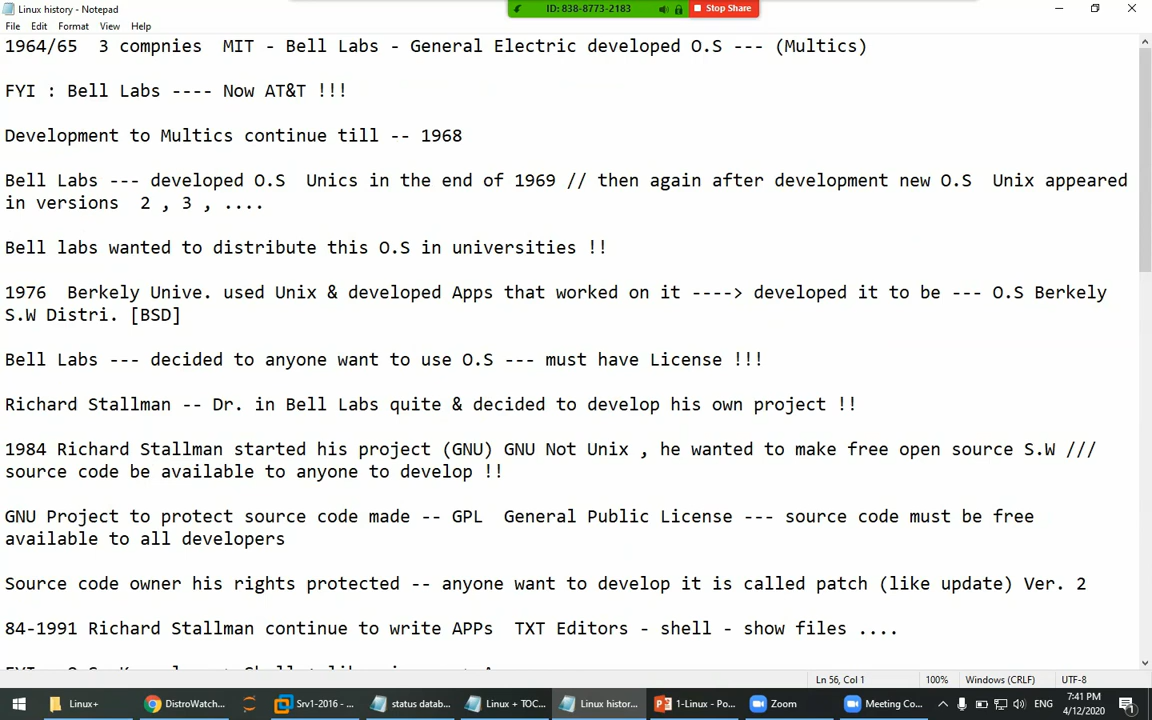 Linux history - Notepad
ID: 838-8773-2183
Stop Share
File Edit Format View Help
1964/65  3 compnies  MIT - Bell Labs - General Electric developed O.S --- (Multics)
FYI : Bell Labs ---- Now AT&T !!!
Development to Multics continue till -- 1968
Bell Labs --- developed O.S  Unics in the end of 1969 // then again after development new O.S  Unix appeared
in versions  2 , 3 , ....
Bell labs wanted to distribute this O.S in universities !!
1976  Berkely Unive. used Unix & developed Apps that worked on it ----> developed it to be --- O.S Berkely
S.W Distri. [BSD]
Bell Labs --- decided to anyone want to use O.S --- must have License !!!
Richard Stallman -- Dr. in Bell Labs quite & decided to develop his own project !!
1984 Richard Stallman started his project (GNU) GNU Not Unix , he wanted to make free open source S.W ///
source code be available to anyone to develop !!
GNU Project to protect source code made -- GPL  General Public License --- source code must be free
available to all developers
Source code owner his rights protected -- anyone want to develop it is called patch (like update) Ver. 2
84-1991 Richard Stallman continue to write APPs  TXT Editors - shell - show files ....
Ln 56, Col 1
100%
Windows (CRLF)
UTF-8
Linux+
DistroWatch...
Srv1-2016 - ...
status datab...
Linux + TOC...
Linux histor...
1-Linux - Po...
Zoom
Meeting Co...
ENG
7:41 PM
4/12/2020